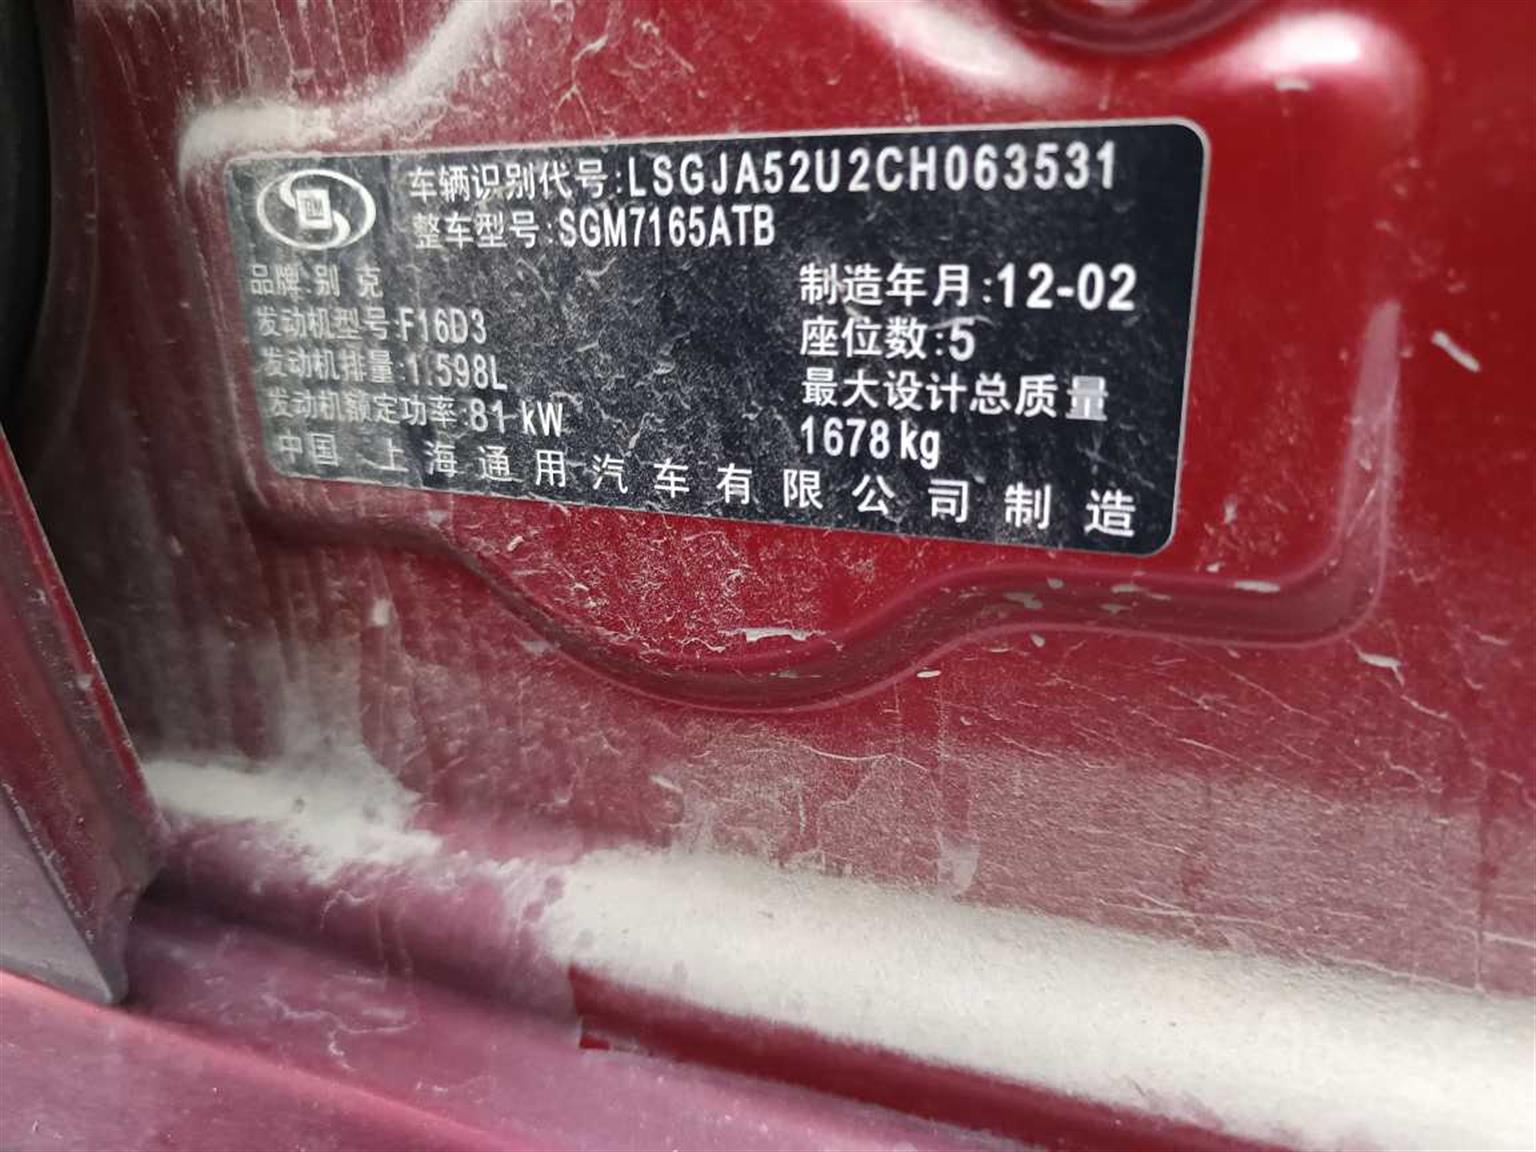 车辆识别代号:LSGJA52U2CH063531
整车型号:SGM7165ATB
品牌:别 克
制造年月:12-02
发动机型号:F16D3
座位数:5
发动机排量:1.598L
最大设计总质量
发动机额定功率:81 kW
1678kg
中国 上海通用汽车有限公司制造